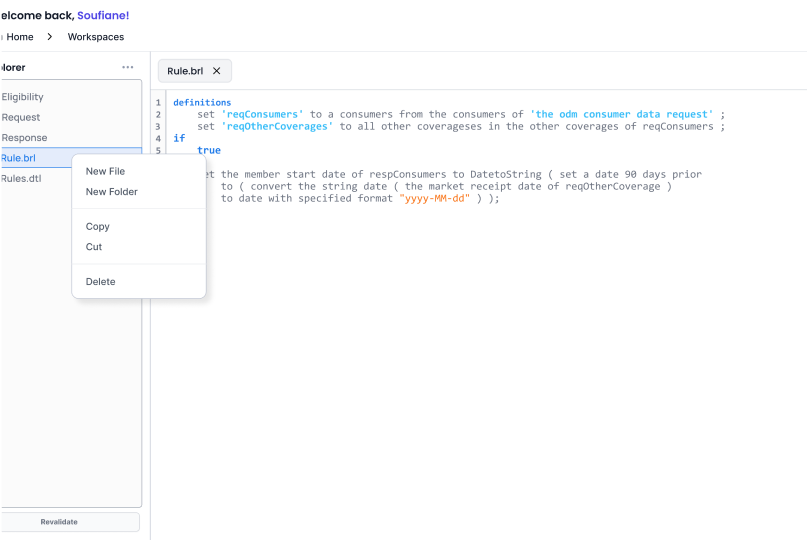 elcome back, Soufiane!
Home > Workspaces
lorer ...
Rule.brl ×
Eligibility
Request
Response
Rule.brl
Rules.dtl
New File
New Folder
Copy
Cut
Delete
1 definitions
2 set 'reqConsumers' to a consumers from the consumers of 'the odm consumer data request' ;
3 set 'reqOtherCoverages' to all other coverageses in the other coverages of reqConsumers ;
4 if
5 true
et the member start date of respConsumers to DatetoString ( set a date 90 days prior
to ( convert the string date ( the market receipt date of reqOtherCoverage )
to date with specified format "yyyy-MM-dd" ) );
Revalidate